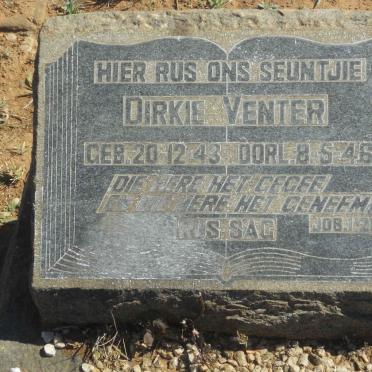 HIER RUS ONS SEUNTJIE
DIRKIE VENTER
GEB. 20-12-43 OORL. 8-5-46
DIE HERE HET GEGEE
EN DIE HERE HET GENEEM
RUS SAG
JOB. 1-2